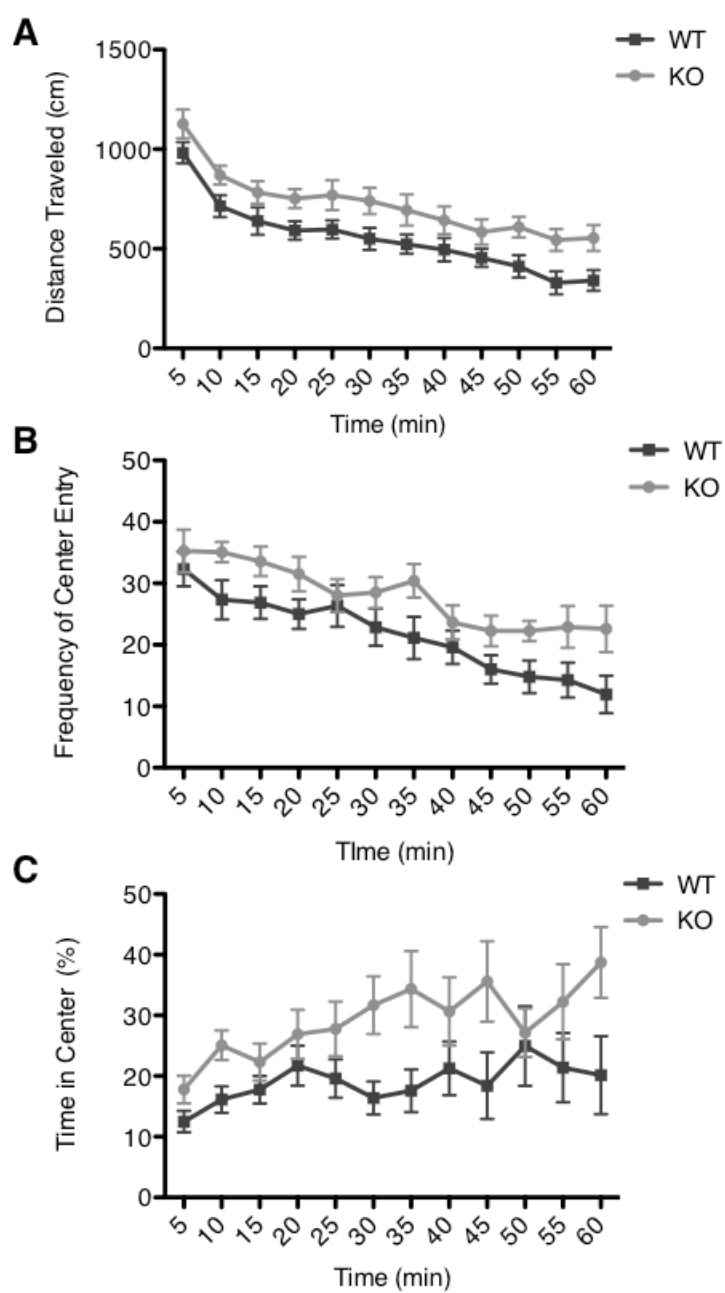 A
WT
KO
Distance Traveled (cm)
1500
1000
500
0
5 10 15 20 25 30 35 40 45 50 55 60
Time (min)
B
WT
KO
Frequency of Center Entry
50
40
30
20
10
0
5 10 15 20 25 30 35 40 45 50 55 60
TIme (min)
C
WT
KO
Time in Center (%)
50
40
30
20
10
0
5 10 15 20 25 30 35 40 45 50 55 60
Time (min)